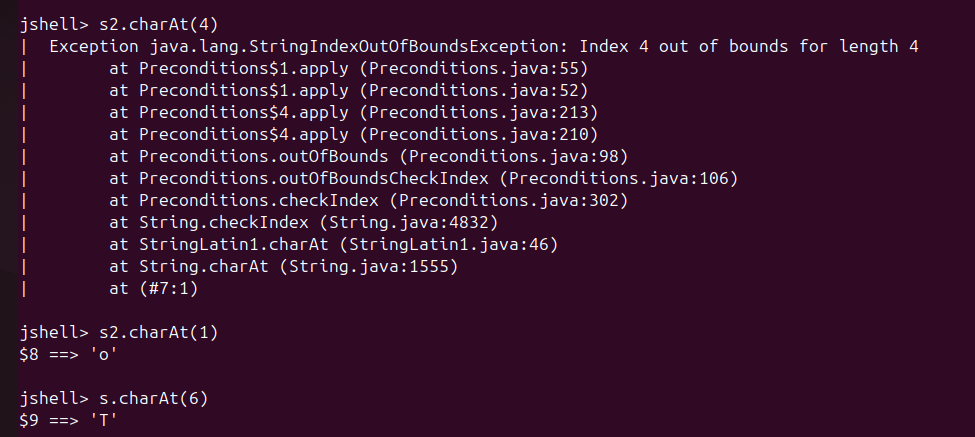 jshell> s2.charAt(4)
|  Exception java.lang.StringIndexOutOfBoundsException: Index 4 out of bounds for length 4
|        at Preconditions$1.apply (Preconditions.java:55)
|        at Preconditions$1.apply (Preconditions.java:52)
|        at Preconditions$4.apply (Preconditions.java:213)
|        at Preconditions$4.apply (Preconditions.java:210)
|        at Preconditions.outOfBounds (Preconditions.java:98)
|        at Preconditions.outOfBoundsCheckIndex (Preconditions.java:106)
|        at Preconditions.checkIndex (Preconditions.java:302)
|        at String.checkIndex (String.java:4832)
|        at StringLatin1.charAt (StringLatin1.java:46)
|        at String.charAt (String.java:1555)
|        at (#7:1)
jshell> s2.charAt(1)
$8 ==> 'o'
jshell> s.charAt(6)
$9 ==> 'T'